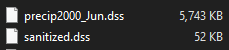 precip2000_Jun.dss 5,743 KB
sanitized.dss 52 KB